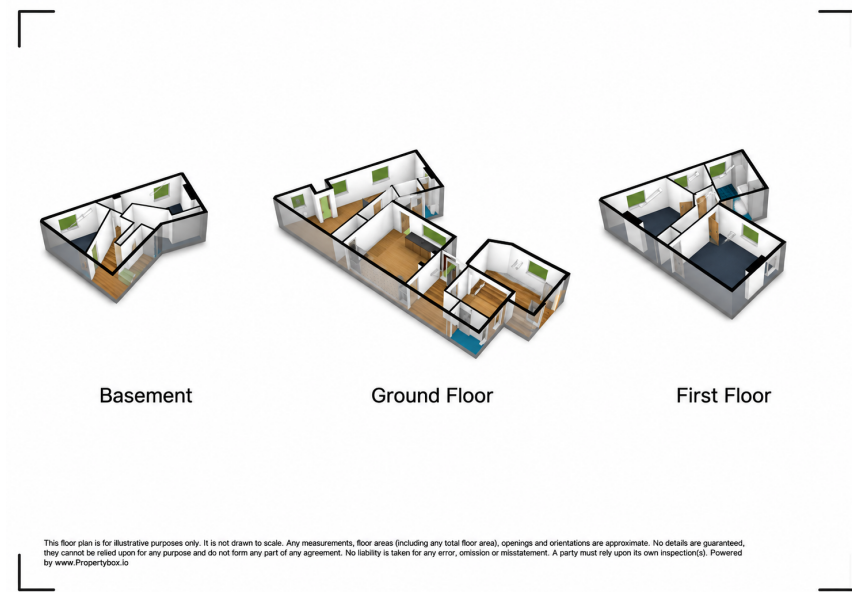 Basement
Ground Floor
First Floor
This floor plan is for illustrative purposes only. It is not drawn to scale. Any measurements, floor areas (including any total floor area), openings and orientations are approximate. No details are guaranteed,
they cannot be relied upon for any purpose and do not form any part of any agreement. No liability is taken for any error, omission or misstatement. A party must rely upon its own inspection(s). Powered
by www.Propertybox.io